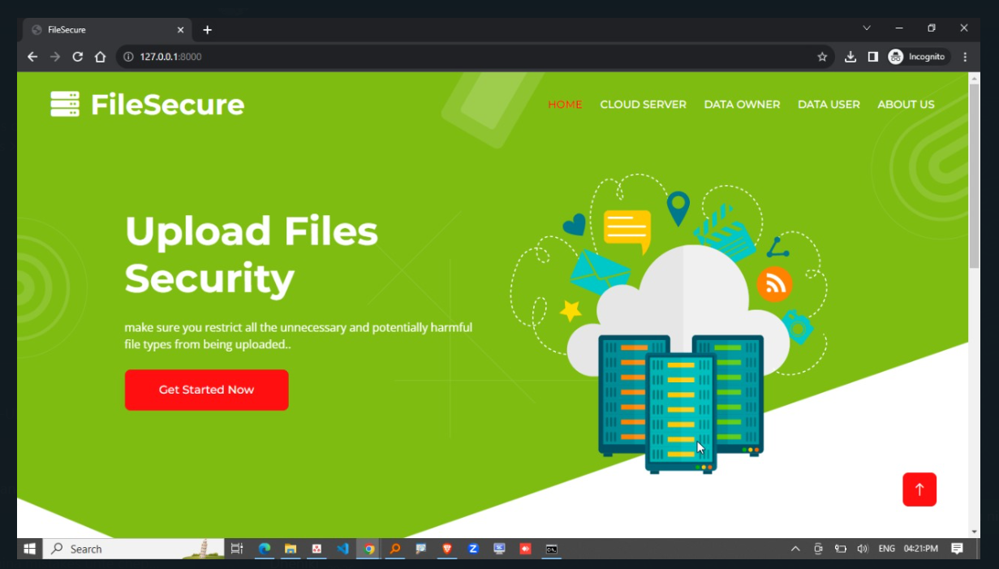 FileSecure
127.0.0.1:8000
Incognito
FileSecure
HOME CLOUD SERVER DATA OWNER DATA USER ABOUT US
Upload Files
Security
make sure you restrict all the unnecessary and potentially harmful
file types from being uploaded..
Get Started Now
Search
ENG 04:21:PM